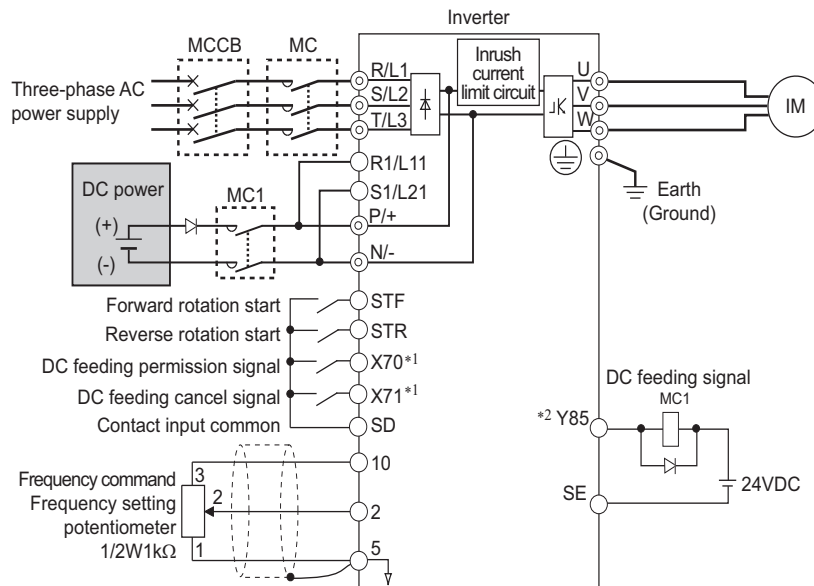 Inverter
MCCB
MC
Three-phase AC
power supply
R/L1
S/L2
T/L3
Inrush
current
limit circuit
U
V
W
IM
R1/L11
S1/L21
DC power
(+)
(-)
MC1
P/+
N/-
Earth
(Ground)
Forward rotation start
STF
Reverse rotation start
STR
DC feeding permission signal
X70*1
DC feeding cancel signal
X71*1
Contact input common
SD
DC feeding signal
MC1
*2 Y85
SE
24VDC
Frequency command
Frequency setting
potentiometer
1/2W1kΩ
3
2
1
10
2
5